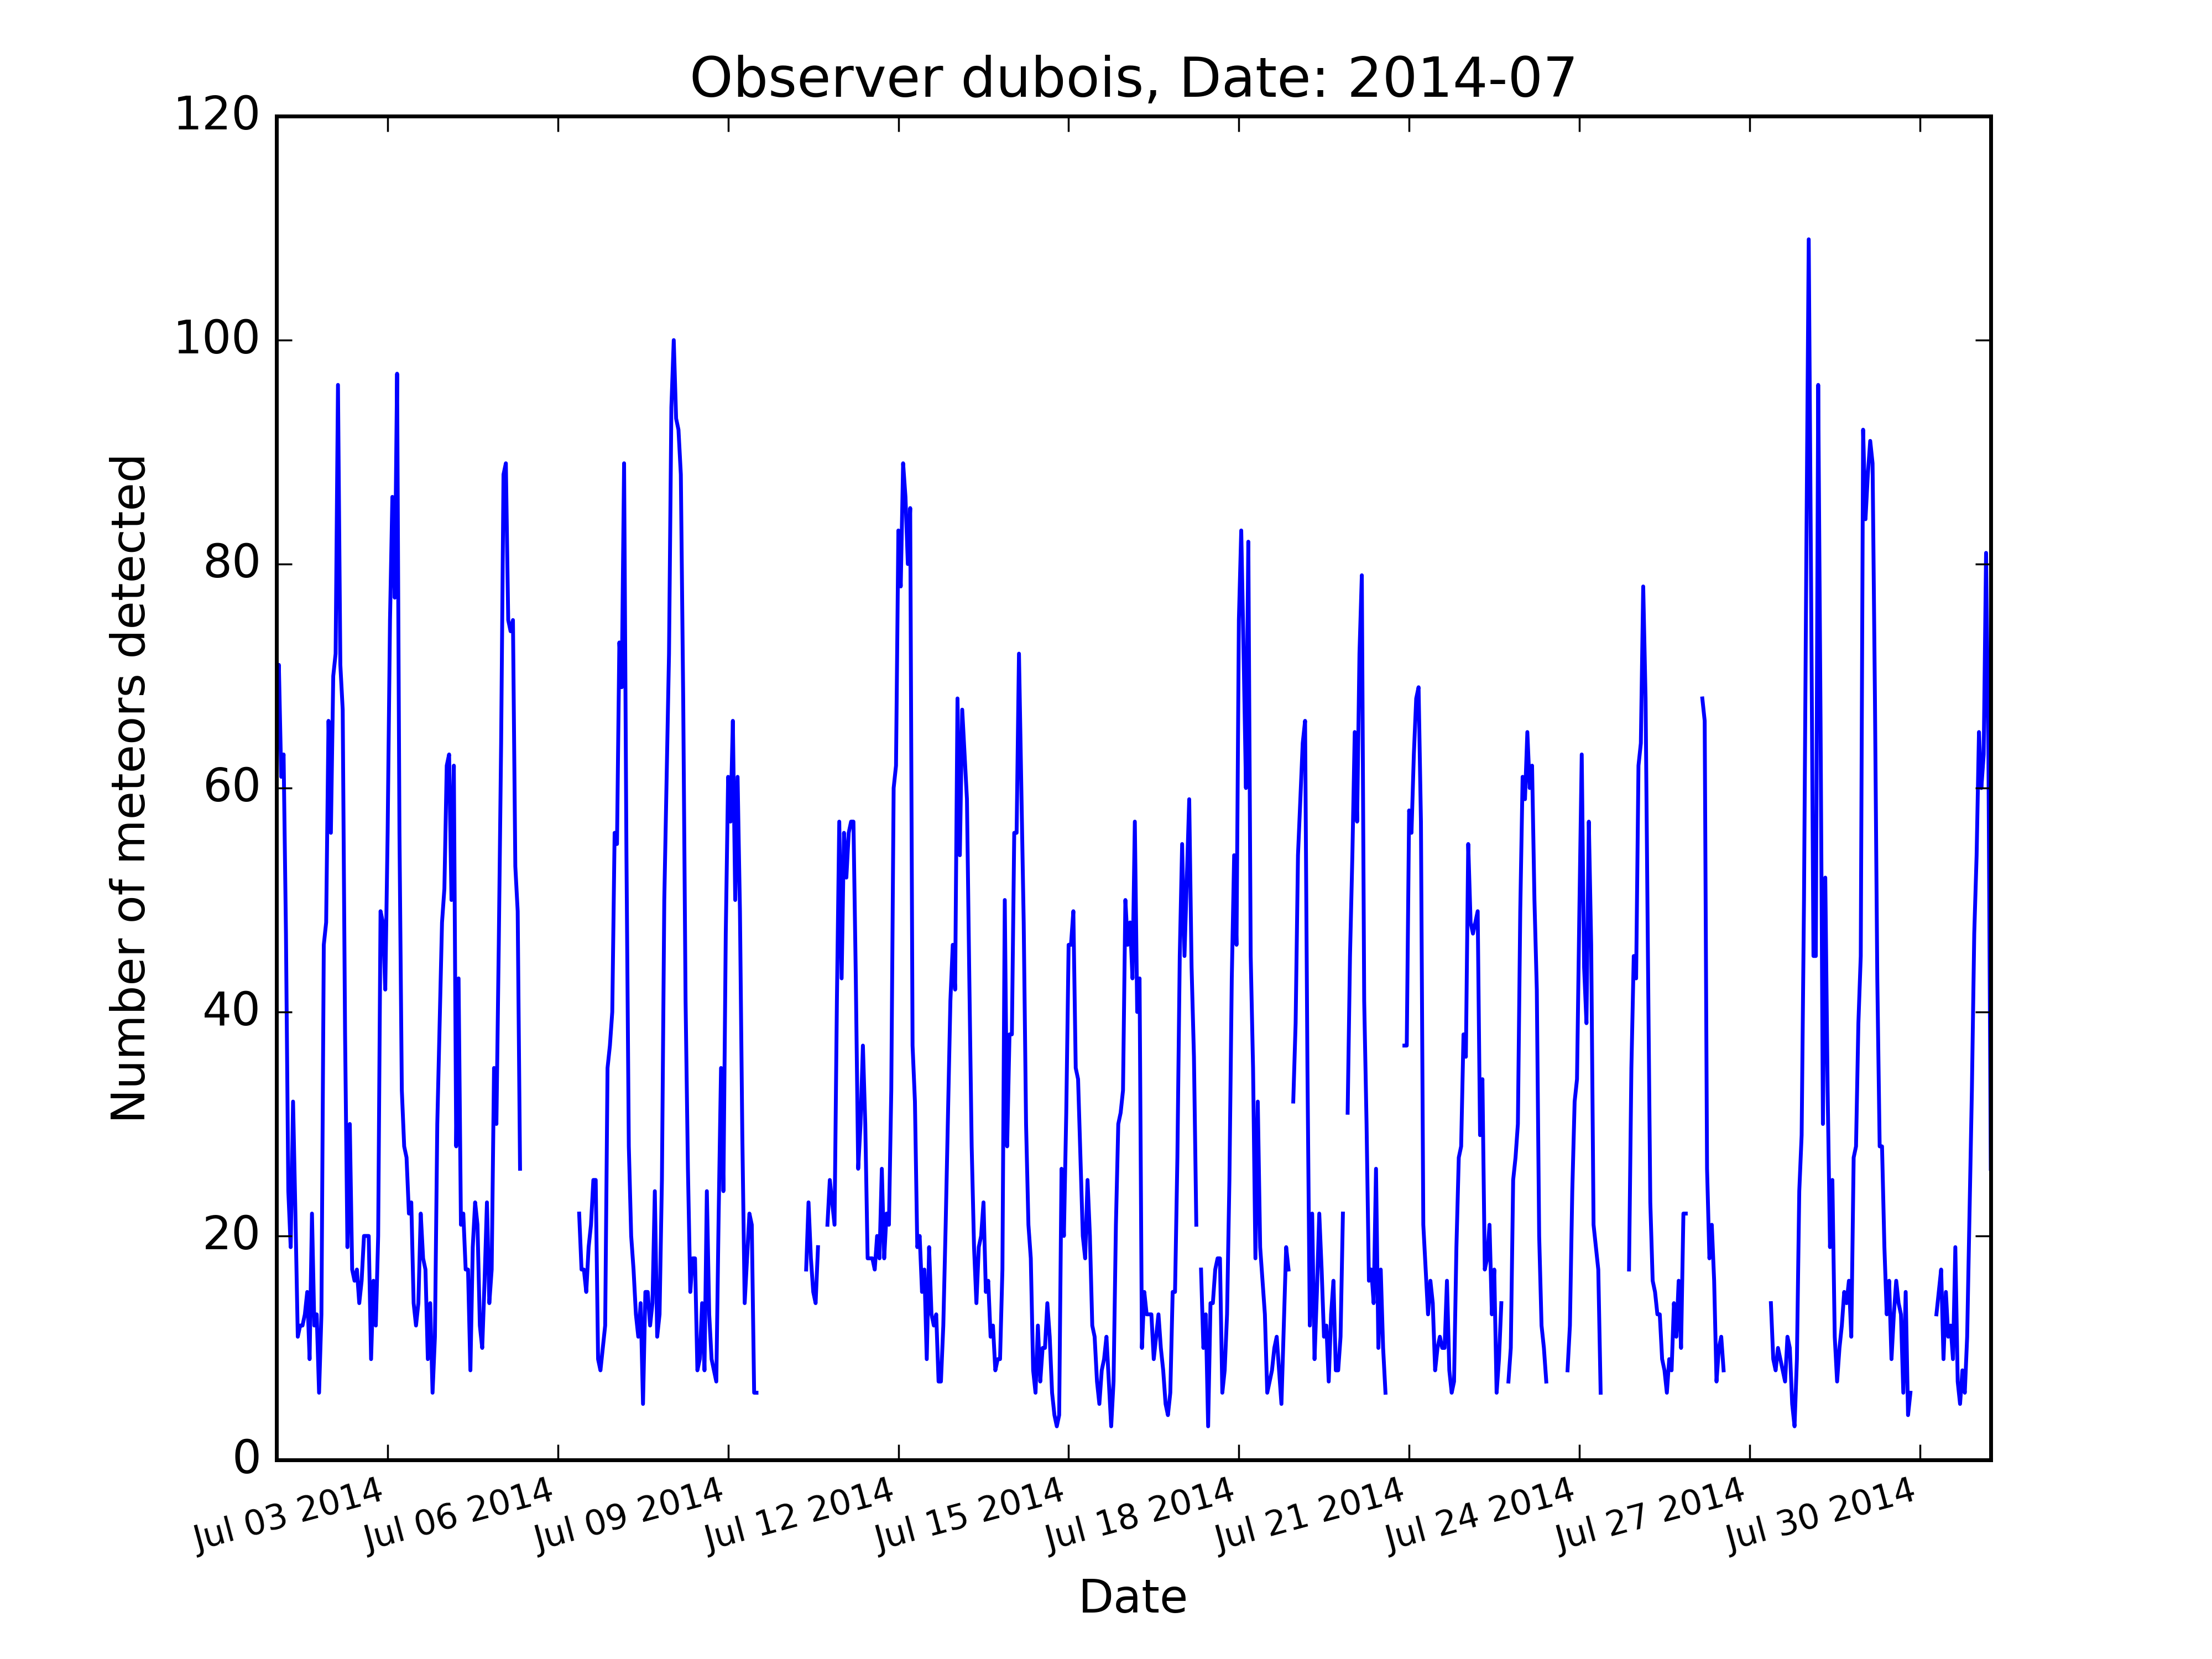 Observer dubois, Date: 2014-07
120
100
80
60
40
20
0
Number of meteors detected
Jul 03 2014
Jul 06 2014
Jul 09 2014
Jul 12 2014
Jul 15 2014
Jul 18 2014
Jul 21 2014
Jul 24 2014
Jul 27 2014
Jul 30 2014
Date